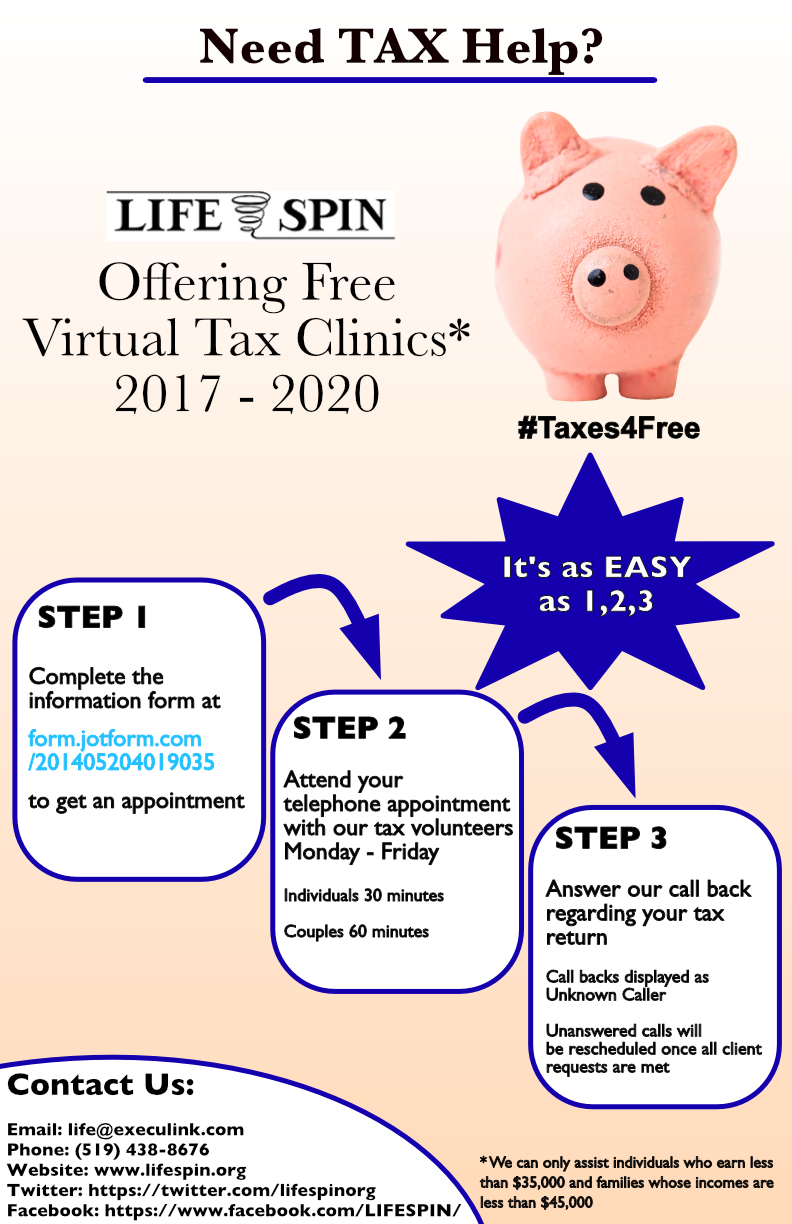 Need TAX Help?
LIFE SPIN
Offering Free
Virtual Tax Clinics*
2017 - 2020
#Taxes4Free
It's as EASY
as 1,2,3
STEP 1
Complete the
information form at
form.jotform.com
/201405204019035
to get an appointment
STEP 2
Attend your
telephone appointment
with our tax volunteers
Monday - Friday
Individuals 30 minutes
Couples 60 minutes
STEP 3
Answer our call back
regarding your tax
return
Call backs displayed as
Unknown Caller
Unanswered calls will
be rescheduled once all client
requests are met
Contact Us:
Email: life@execulink.com
Phone: (519) 438-8676
Website: www.lifespin.org
Twitter: https://twitter.com/lifespinorg
Facebook: https://www.facebook.com/LIFESPIN/
*We can only assist individuals who earn less
than $35,000 and families whose incomes are
less than $45,000